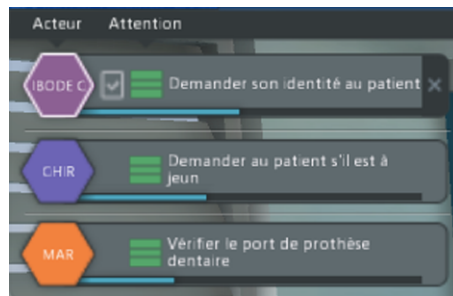 Acteur Attention
IBODE C Demander son identité au patient
CHIR Demander au patient s'il est à
jeun
MAR Vérifier le port de prothèse
dentaire